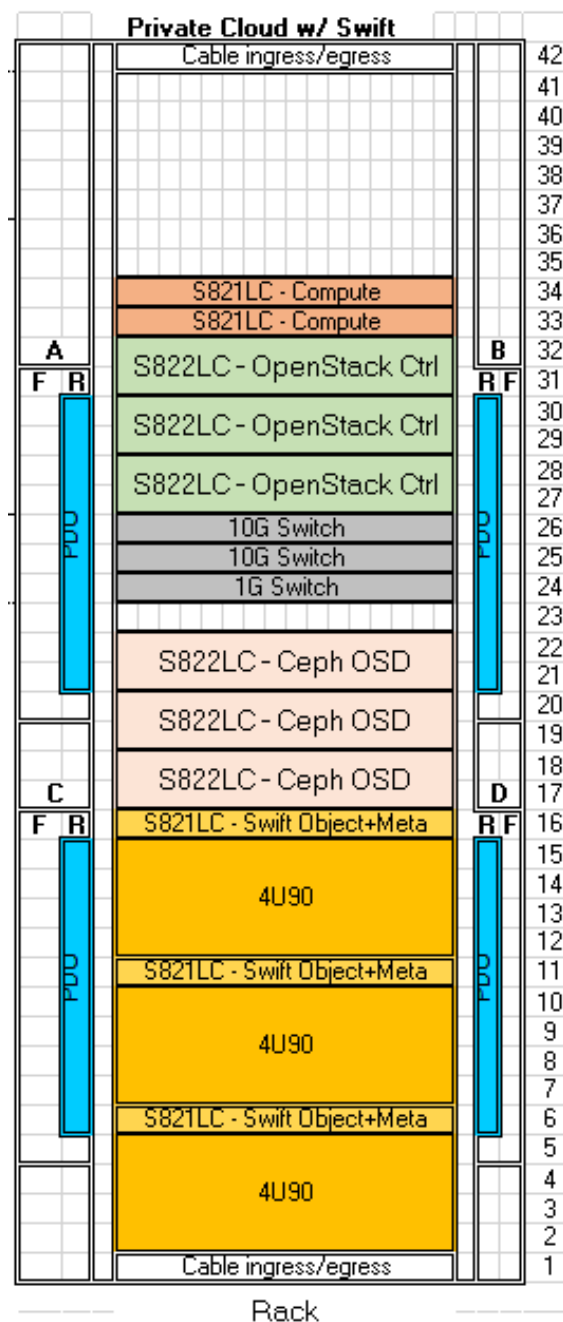 Private Cloud w/ Swift
Cable ingress/egress 42
41
40
39
38
37
36
35
S821LC - Compute 34
S821LC - Compute 33
A S822LC - OpenStack Ctrl B 32
F R R F 31
S822LC - OpenStack Ctrl 30
29
S822LC - OpenStack Ctrl 28
27
PDU 10G Switch PDU 26
10G Switch 25
1G Switch 24
23
S822LC - Ceph OSD 22
21
20
S822LC - Ceph OSD 19
S822LC - Ceph OSD 18
C D 17
F R S821LC - Swift Object+Meta R F 16
15
4U90 14
13
12
PDU S821LC - Swift Object+Meta PDU 11
10
4U90 9
8
7
S821LC - Swift Object+Meta 6
5
4U90 4
3
2
Cable ingress/egress 1
Rack